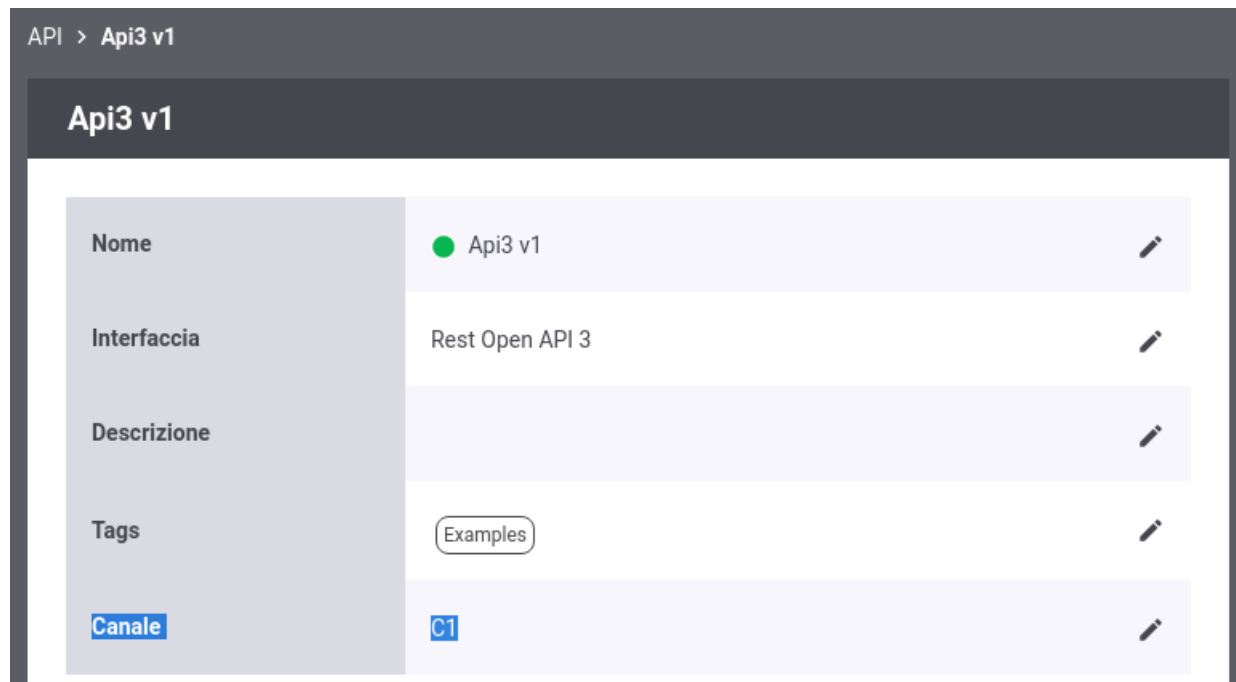 API > Api3 v1
Api3 v1
Nome Api3 v1
Interfaccia Rest Open API 3
Descrizione
Tags Examples
Canale C1